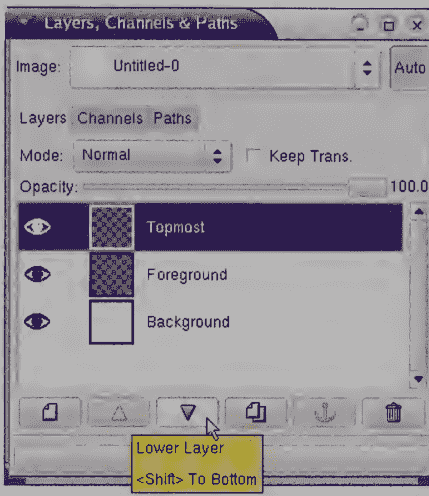 Layers, Channels & Paths
Image: Untitled-0 Auto
Layers Channels Paths
Mode: Normal Keep Trans.
Opacity: 100.0
Topmost
Foreground
Background
Lower Layer
<Shift> To Bottom